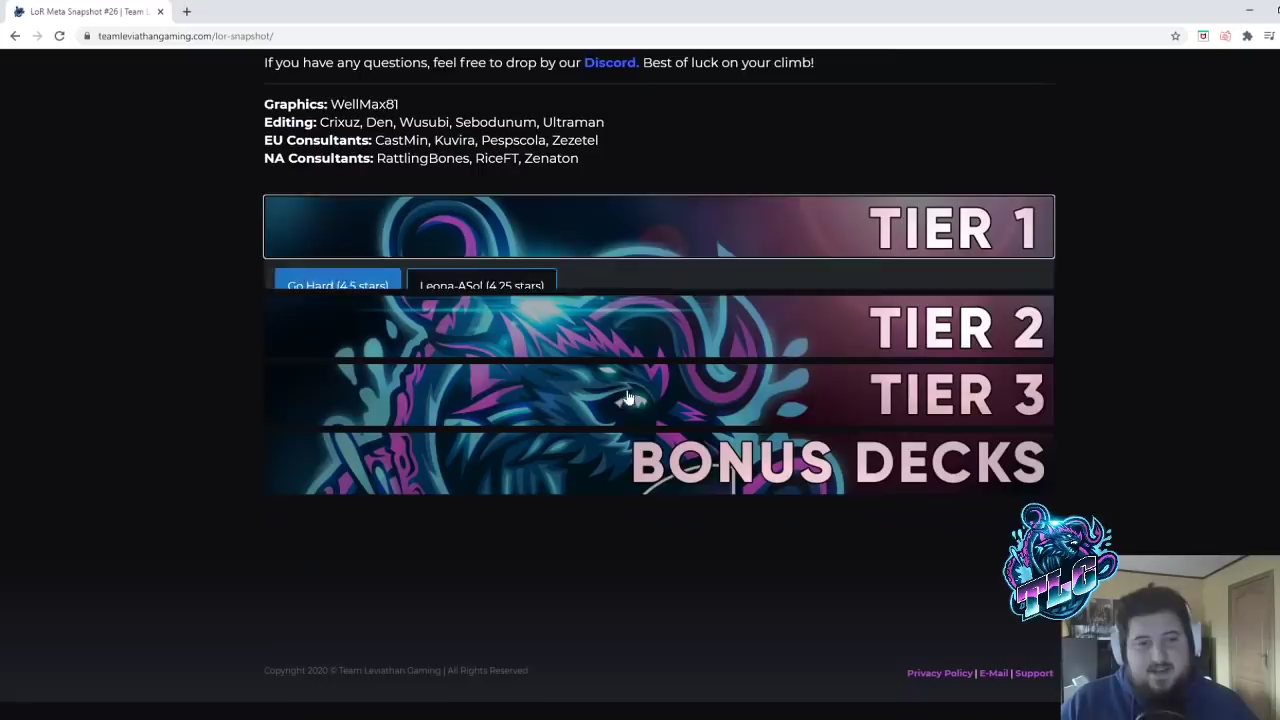 LoR Meta Snapshot #26 | Team L
teamleviathangaming.com/lor-snapshot/
If you have any questions, feel free to drop by our Discord. Best of luck on your climb!
Graphics: WellMax81
Editing: Crixuz, Den, Wusubi, Sebodunum, Ultraman
EU Consultants: CastMin, Kuvira, Pespscola, Zezetel
NA Consultants: RattlingBones, RiceFT, Zenaton
TIER 1
Go Hard (4.5 stars) Leona-ASol (4.25 stars)
TIER 2
TIER 3
BONUS DECKS
TLG
Copyright 2020 © Team Leviathan Gaming | All Rights Reserved
Privacy Policy | E-Mail | Support